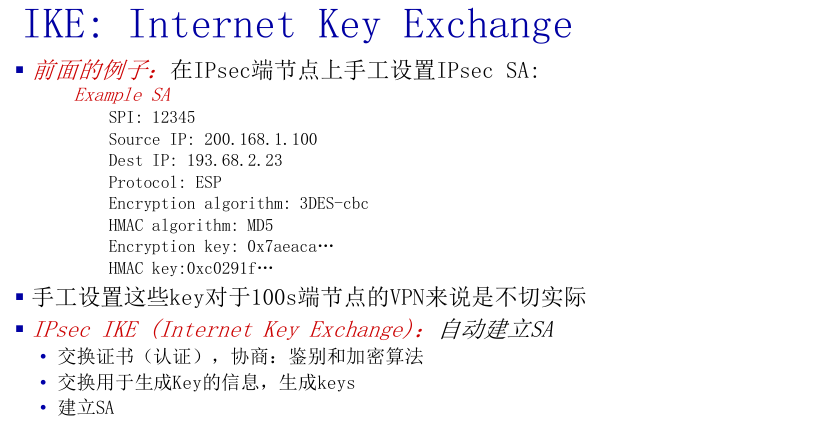 IKE: Internet Key Exchange
前面的例子：在IPsec端节点上手工设置IPsec SA:
Example SA
SPI: 12345
Source IP: 200.168.1.100
Dest IP: 193.68.2.23
Protocol: ESP
Encryption algorithm: 3DES-cbc
HMAC algorithm: MD5
Encryption key: 0x7aeaca…
HMAC key:0xc0291f…
手工设置这些key对于100s端节点的VPN来说是不切实际
IPsec IKE (Internet Key Exchange)：自动建立SA
交换证书（认证），协商：鉴别和加密算法
交换用于生成Key的信息，生成keys
建立SA